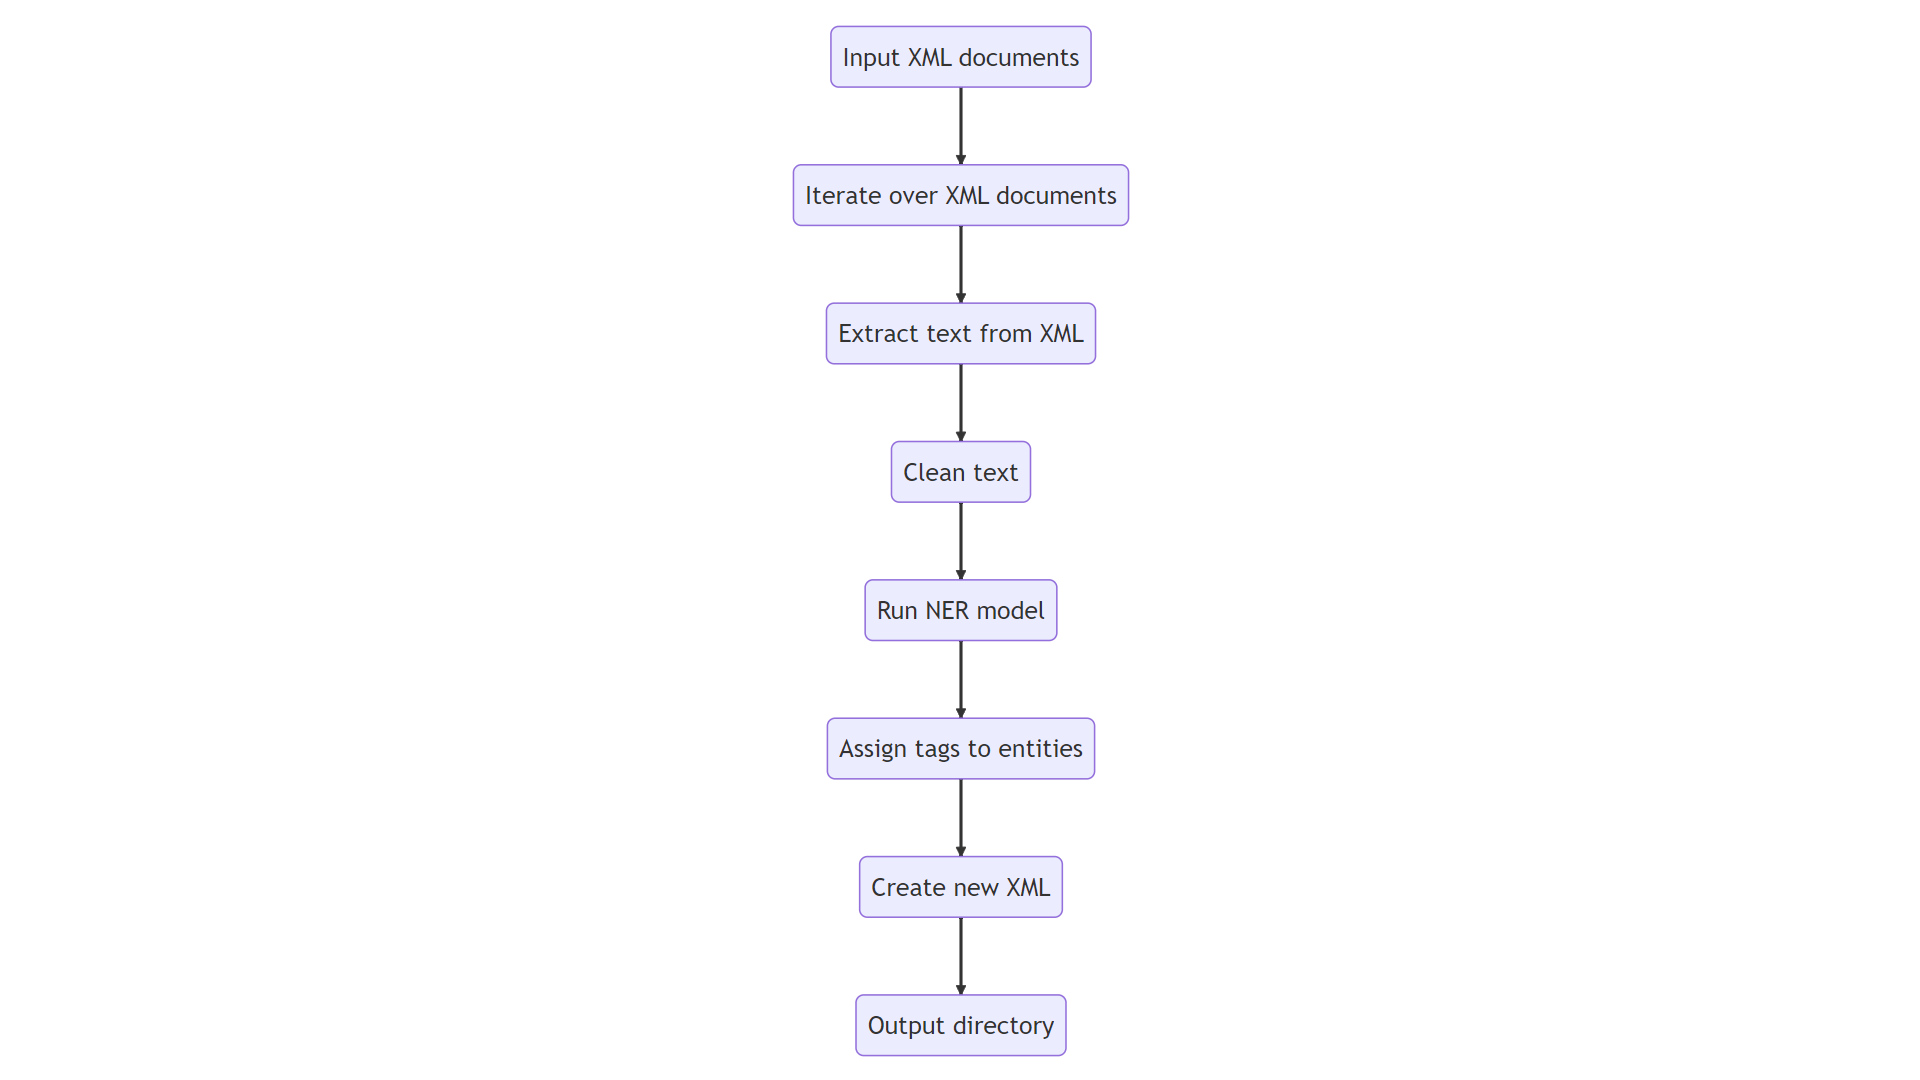 Input XML documents
Iterate over XML documents
Extract text from XML
Clean text
Run NER model
Assign tags to entities
Create new XML
Output directory